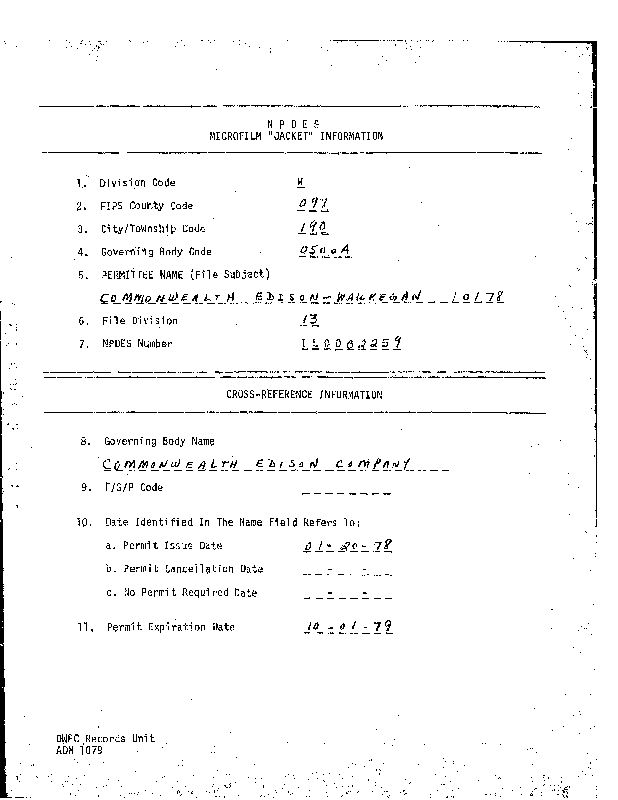 N P D E S
MICROFILM "JACKET" INFORMATION
1. Division Code W
2. FIPS County Code 097
3. City/Township Code 190
4. Governing Body Code 0500A
5. PERMITTEE NAME (File Subject)
COMMONWEALTH EDISON-WAUKEGAN 10178
6. File Division 13
7. NPDES Number IL0002259
CROSS-REFERENCE INFORMATION
8. Governing Body Name
COMMONWEALTH EDISON COMPANY
9. F/S/P Code
10. Date Identified In The Name Field Refers To:
a. Permit Issue Date 01-20-78
b. Permit Cancellation Date - -
c. No Permit Required Date - -
11. Permit Expiration Date 10-01-79
DWPC Records Unit
ADM 1079